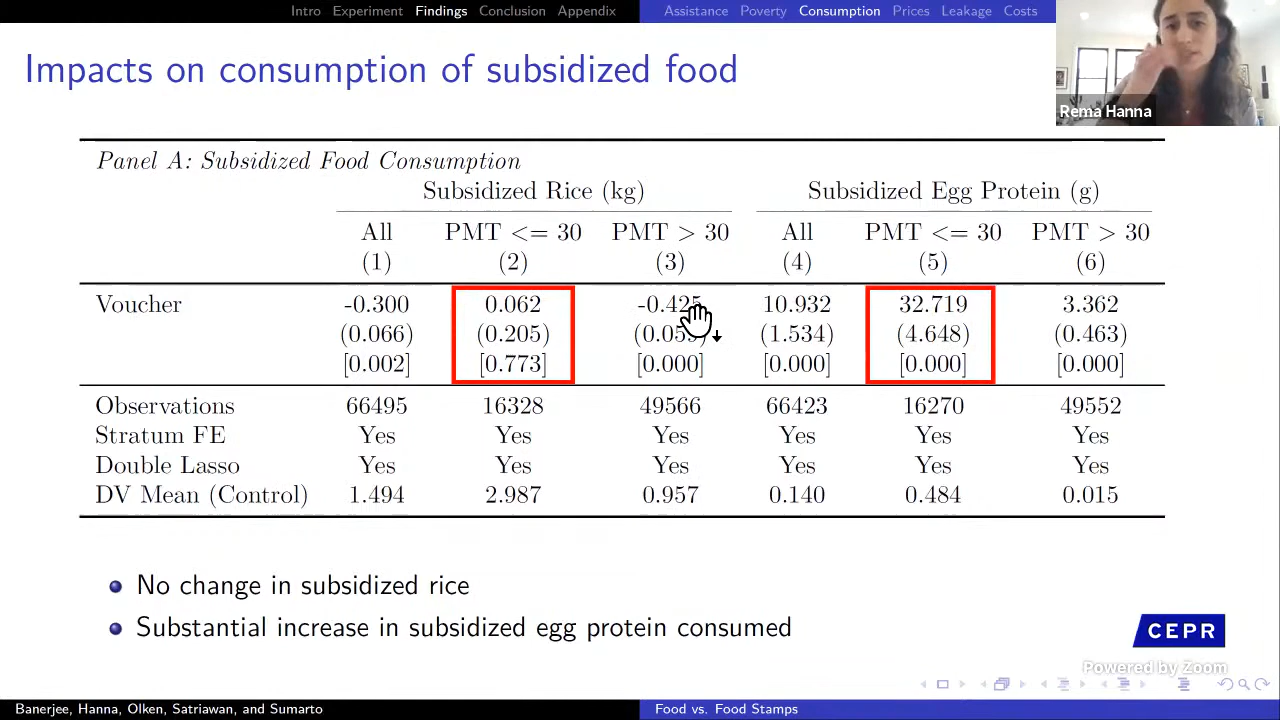 Intro Experiment Findings Conclusion Appendix Assistance Poverty Consumption Prices Leakage Costs
Impacts on consumption of subsidized food
Rema Hanna
Panel A: Subsidized Food Consumption
Subsidized Rice (kg) Subsidized Egg Protein (g)
All PMT <= 30 PMT > 30 All PMT <= 30 PMT > 30
(1) (2) (3) (4) (5) (6)
Voucher -0.300 0.062 -0.425 10.932 32.719 3.362
(0.066) (0.205) (1.534) (4.648) (0.463)
[0.002] [0.773] [0.000] [0.000] [0.000] [0.000]
Observations 66495 16328 49566 66423 16270 49552
Stratum FE Yes Yes Yes Yes Yes Yes
Double Lasso Yes Yes Yes Yes Yes Yes
DV Mean (Control) 1.494 2.987 0.957 0.140 0.484 0.015
No change in subsidized rice
Substantial increase in subsidized egg protein consumed
CEPR
Powered by Zoom
Banerjee, Hanna, Olken, Satriawan, and Sumarto Food vs. Food Stamps